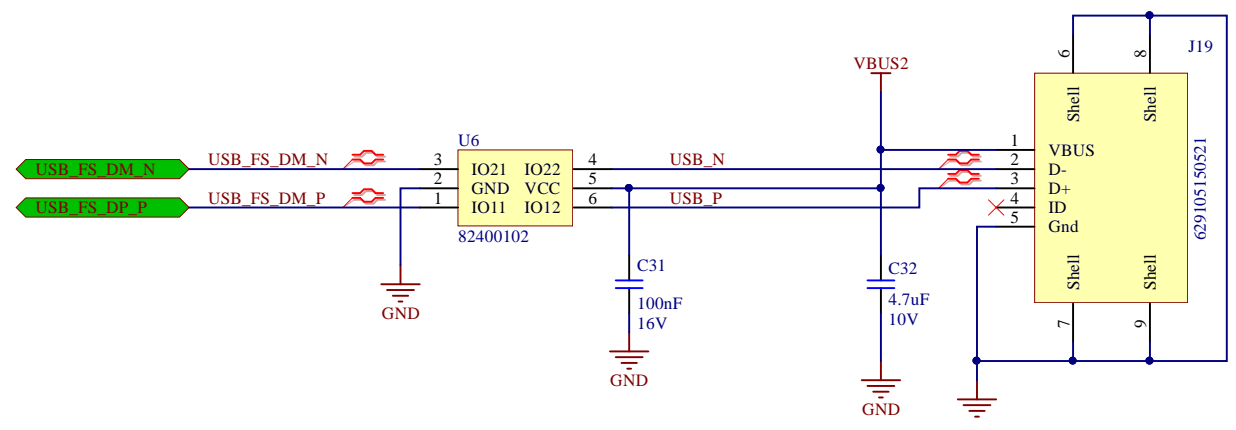 J19
6
8
VBUS2
Shell
Shell
U6
USB_FS_DM_N
USB_FS_DM_N
3
IO21
IO22
4
USB_N
1
VBUS
2
D-
2
GND
VCC
5
3
D+
USB_FS_DP_P
USB_FS_DM_P
1
IO11
IO12
6
USB_P
4
ID
5
Gnd
82400102
629105150521
Shell
Shell
C31
100nF
16V
C32
4.7uF
10V
GND
7
9
GND
GND